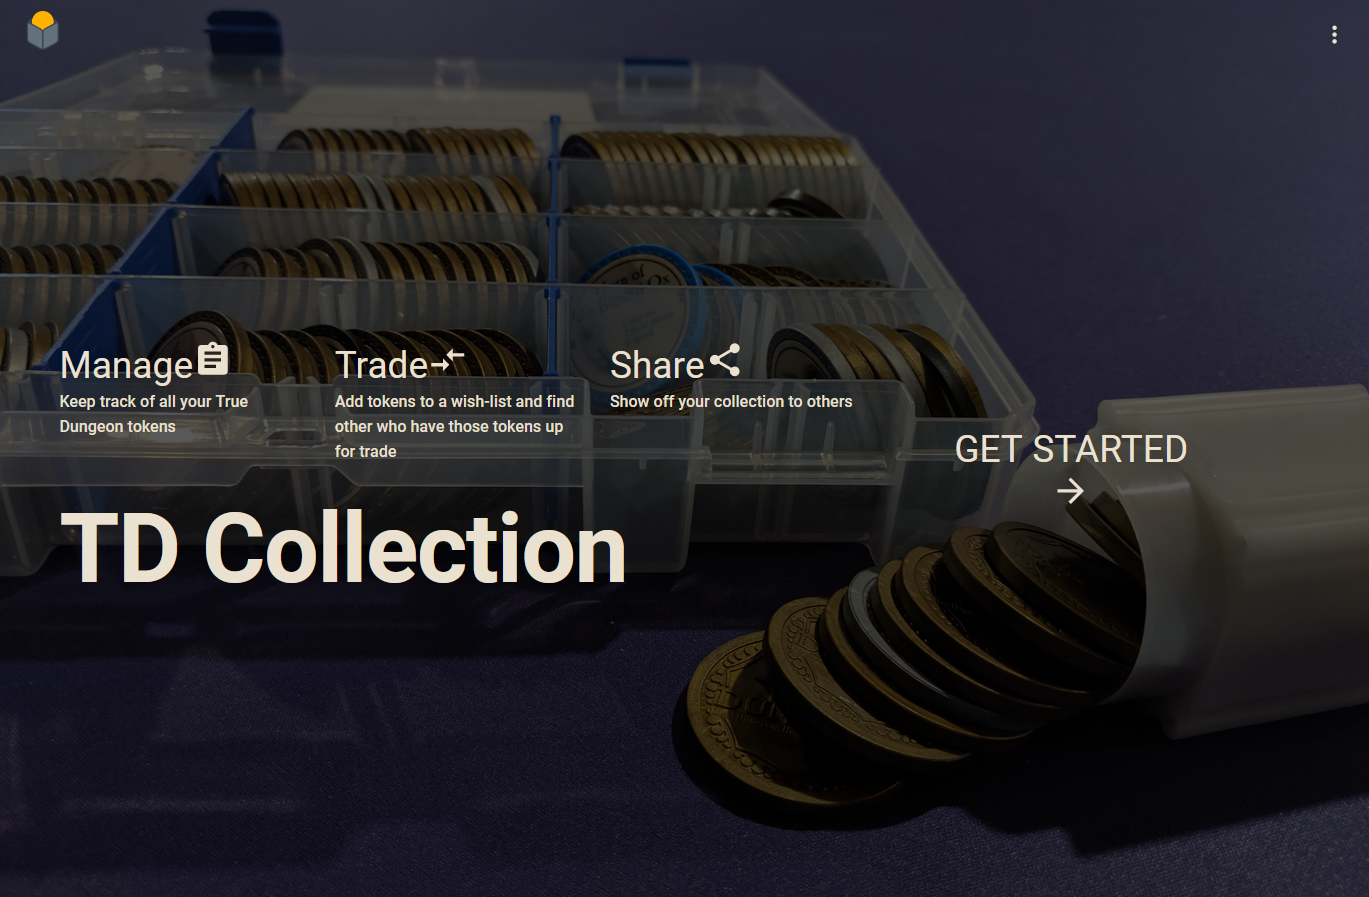 Manage
Keep track of all your True
Dungeon tokens
Trade
Add tokens to a wish-list and find
other who have those tokens up
for trade
Share
Show off your collection to others
GET STARTED
TD Collection